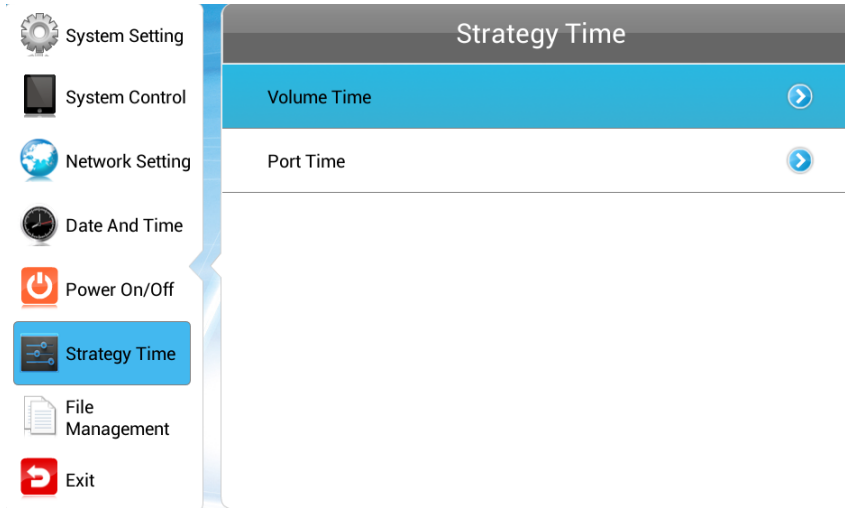 System Setting
System Control
Network Setting
Date And Time
Power On/Off
Strategy Time
File
Management
Exit
Strategy Time
Volume Time
Port Time